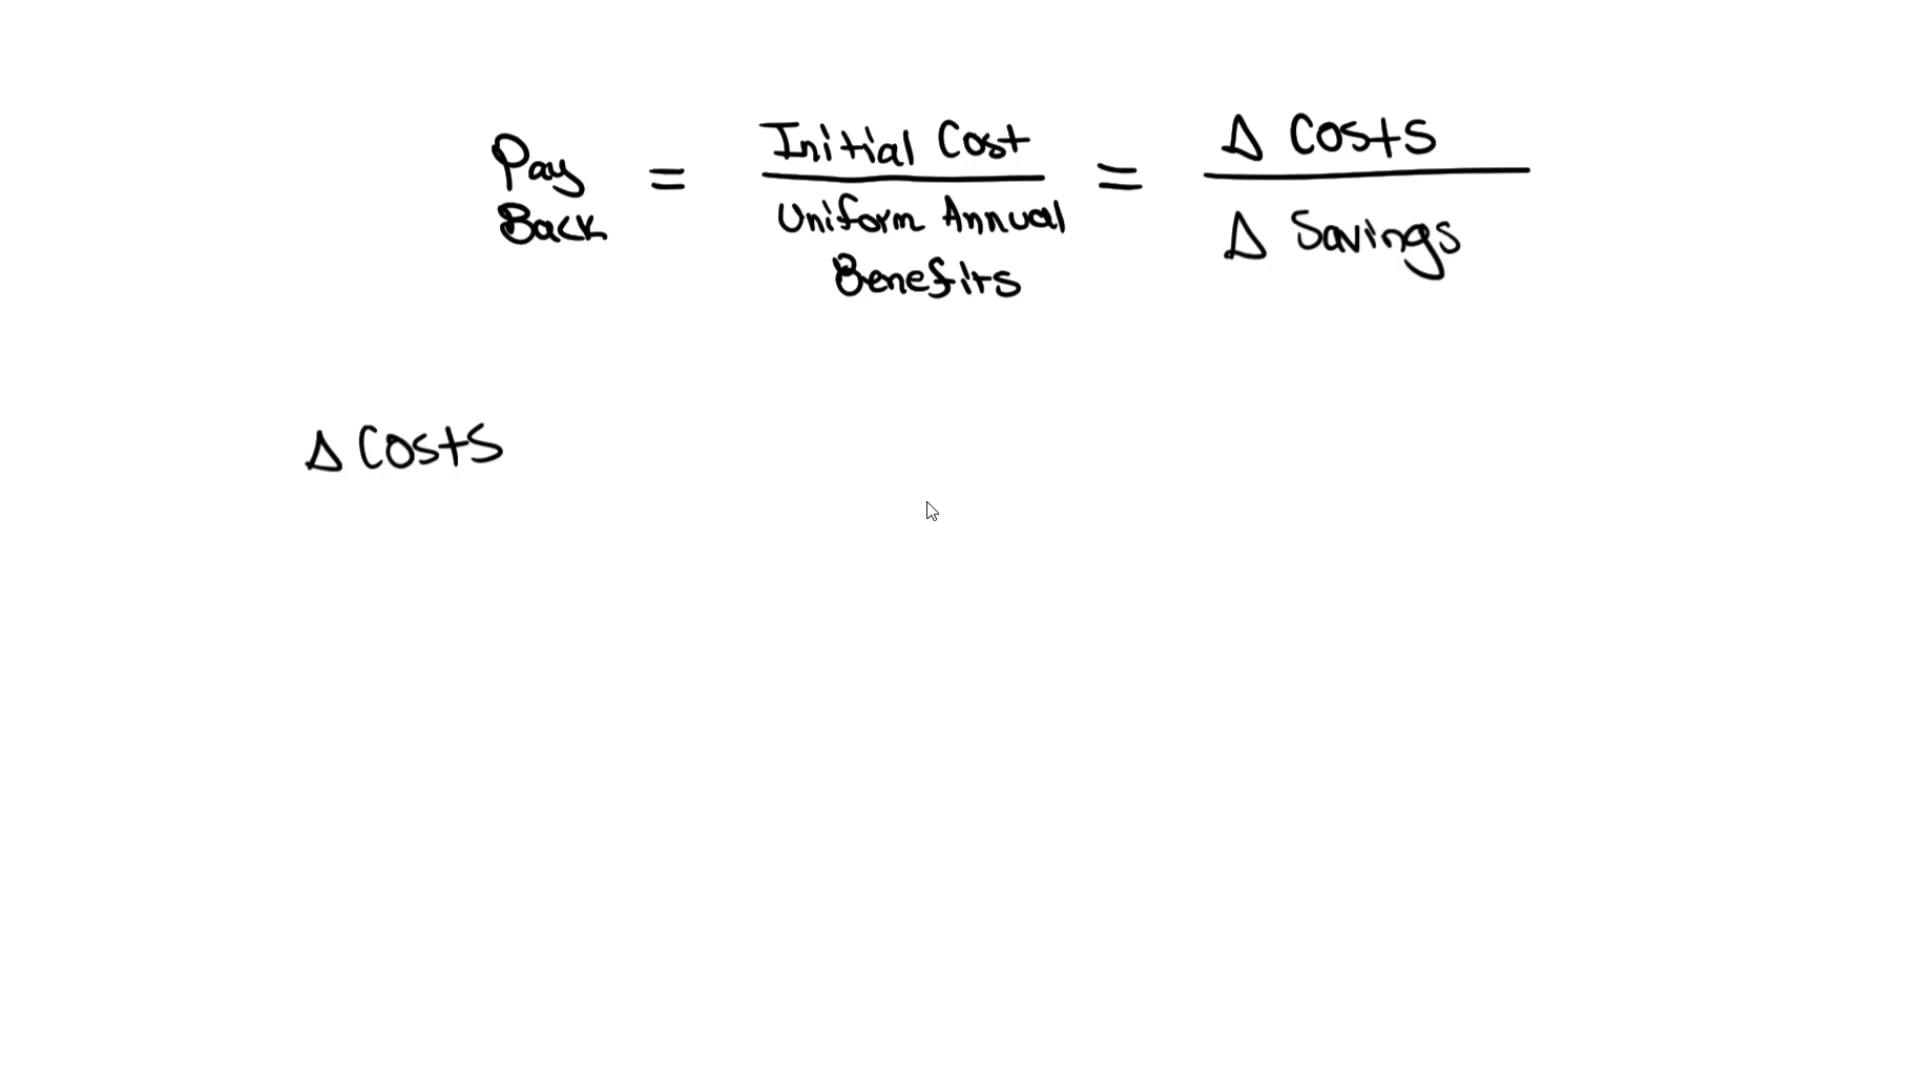 Pay Back = Initial Cost / Uniform Annual Benefits = Δ Costs / Δ Savings
Δ Costs